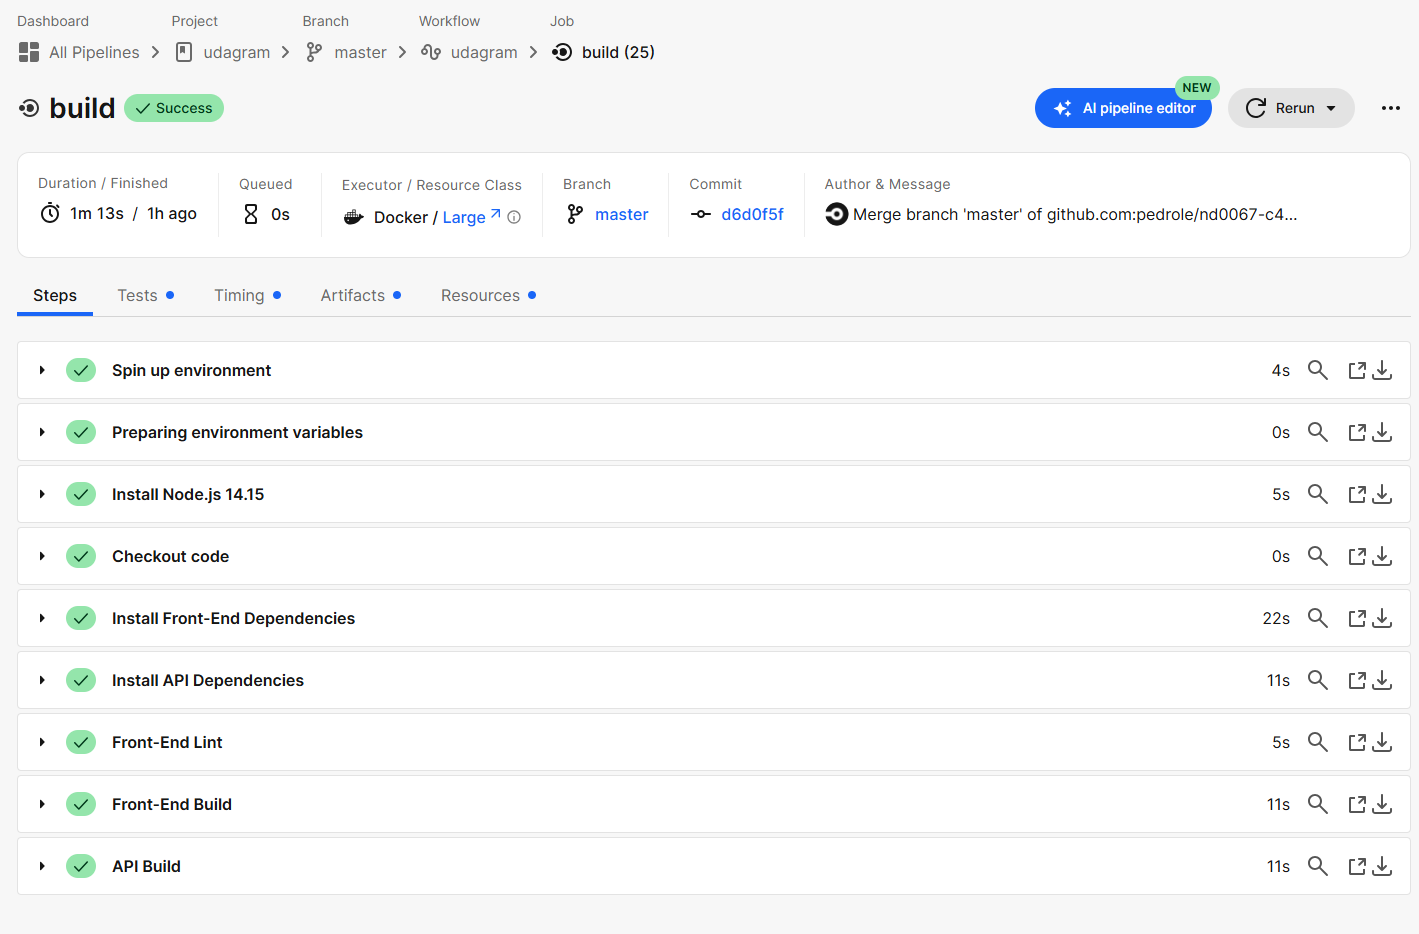 Dashboard Project Branch Workflow Job
All Pipelines udagram master udagram build (25)
build Success
NEW
AI pipeline editor Rerun
Duration / Finished Queued Executor / Resource Class Branch Commit Author & Message
1m 13s / 1h ago 0s Docker / Large master d6d0f5f Merge branch 'master' of github.com:pedrole/nd0067-c4...
Steps Tests Timing Artifacts Resources
Spin up environment 4s
Preparing environment variables 0s
Install Node.js 14.15 5s
Checkout code 0s
Install Front-End Dependencies 22s
Install API Dependencies 11s
Front-End Lint 5s
Front-End Build 11s
API Build 11s